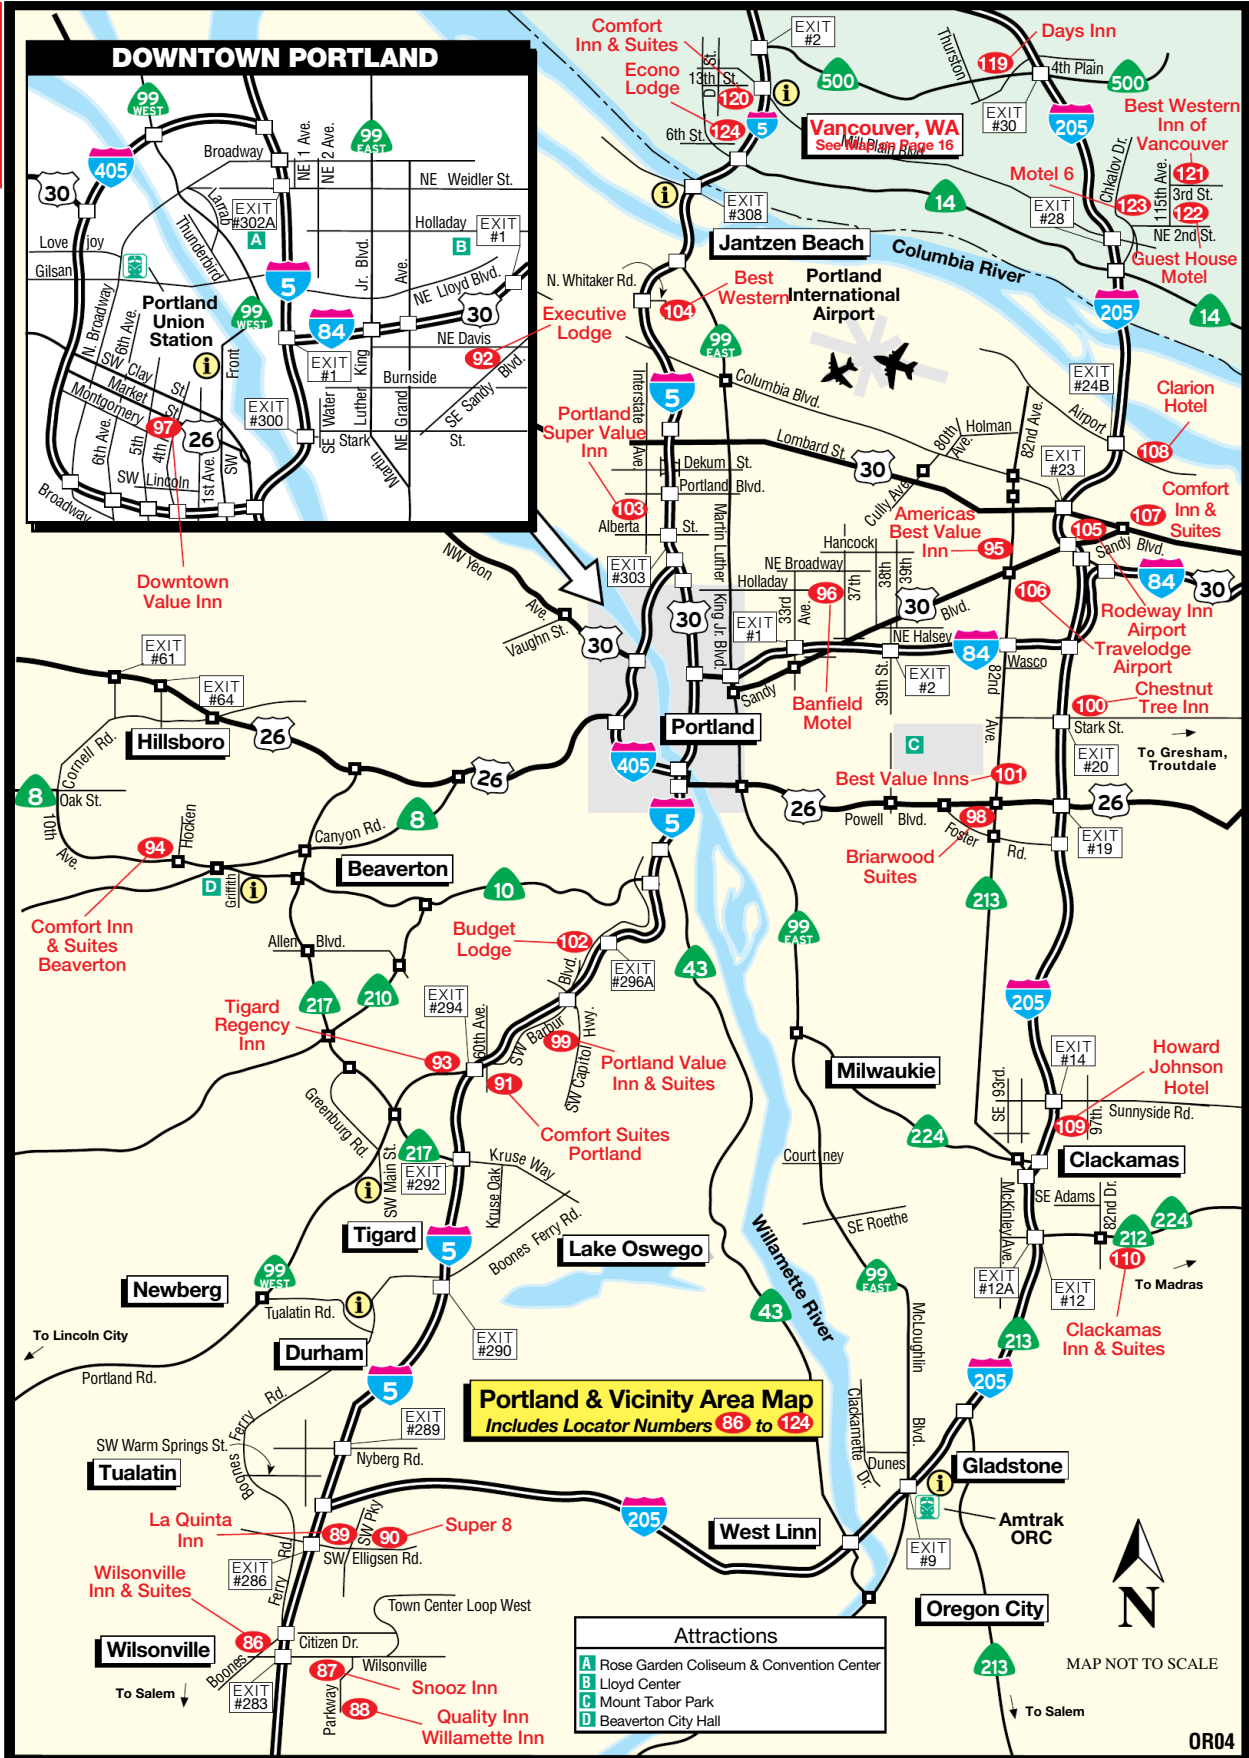 DOWNTOWN PORTLAND
99
WEST
99
EAST
405
30
Broadway
NE 1 Ave.
NE 2 Ave.
NE Weidler St.
Larrab
EXIT
#302A
A
Holladay
B
EXIT
#1
Love joy
Gilsan
Thunderbird
Jr. Blvd.
Ave.
NE Lloyd Blvd.
5
Portland
Union
Station
99
WEST
84
30
N. Broadway
6th Ave.
Front
EXIT
#1
King
NE Davis
92
SW Clay
St.
Market
St
Montgomery
97
26
Burnside
EXIT
#300
SE Water
Luther
NE Grand
SE Sandy Blvd.
6th Ave.
5th
4th
SW Lincoln
1st Ave.
SW
Stark
St.
Martin
Broadway
Downtown
Value Inn
Comfort
Inn & Suites
Econo
Lodge
D St.
13th St.
120
6th St.
124
5
EXIT
#2
500
Vancouver, WA
See Map on Page 16
Mill Plain Blvd
Thurston
119
Days Inn
4th Plain
500
EXIT
#30
205
Best Western
Inn of
Vancouver
121
Chkalov Dr.
115th Ave.
3rd St.
Motel 6
123
122
EXIT
#28
NE 2nd St.
Guest House
Motel
14
14
205
EXIT
#308
Jantzen Beach
Columbia River
N. Whitaker Rd.
104
Best
Western
Portland
International
Airport
Executive
Lodge
99
EAST
5
Interstate
Ave.
Columbia Blvd.
EXIT
#24B
Airport
Clarion
Hotel
108
Portland
Super Value
Inn
103
Lombard St.
30
80th
Ave.
Holman
82nd Ave.
EXIT
#23
Dekum St.
Portland Blvd.
Cully Ave.
Alberta
St.
Martin Luther King Jr. Blvd.
Comfort
Inn &
Suites
107
105
Sandy Blvd.
Americas
Best Value
Inn
95
Hancock
NE Broadway
Holladay
37th
38th
39th
EXIT
#303
30
33rd
Ave.
96
30
Blvd.
106
84
30
Rodeway Inn
Airport
Travelodge
Airport
NW Yeon
Ave.
Vaughn St.
30
EXIT
#1
NE Halsey
84
Wasco
EXIT
#2
39th St.
82nd
Ave.
Sandy
Banfield
Motel
100
Chestnut
Tree Inn
Stark St.
EXIT
#20
To Gresham,
Troutdale
EXIT
#61
EXIT
#64
Hillsboro
26
Cornell Rd.
8
Oak St.
10th
Ave.
Portland
405
5
C
Best Value Inns
101
26
26
Powell Blvd.
98
Foster
Rd.
EXIT
#19
Briarwood
Suites
26
8
Canyon Rd.
Hocken
94
D
Griffith
Beaverton
Comfort Inn
& Suites
Beaverton
10
213
99
EAST
Allen Blvd.
217
210
Budget
Lodge
102
Blvd.
EXIT
#296A
43
205
Tigard
Regency
Inn
EXIT
#294
60th Ave.
SW Barbur
99
SW Capitol Hwy.
93
91
Portland Value
Inn & Suites
Comfort Suites
Portland
Greenburg Rd.
217
EXIT
#292
SW Main St.
Kruse Way
Kruse Oak
Milwaukie
224
EXIT
#14
Howard
Johnson
Hotel
SE 93rd.
97th.
Sunnyside Rd.
109
Clackamas
Courtney
McKinley Ave.
SE Adams
82nd Dr.
212
224
110
To Madras
EXIT
#12A
EXIT
#12
Clackamas
Inn & Suites
213
205
Tigard
5
Boones Ferry Rd.
Lake Oswego
Willamette River
SE Roethe
99
EAST
43
McLoughlin
Blvd.
99
WEST
Newberg
Tualatin Rd.
To Lincoln City
Portland Rd.
Durham
EXIT
#290
5
Portland & Vicinity Area Map
Includes Locator Numbers 86 to 124
Clackamette
Dr.
Dunes
Boones Ferry Rd.
SW Warm Springs St.
EXIT
#289
Nyberg Rd.
Tualatin
Gladstone
Amtrak
ORC
EXIT
#9
West Linn
205
La Quinta
Inn
89
SW Pky
90
Super 8
SW Elligsen Rd.
EXIT
#286
Ferry
Rd.
Wilsonville
Inn & Suites
Town Center Loop West
86
Citizen Dr.
Wilsonville
Boones
87
Wilsonville
To Salem
EXIT
#283
Parkway
Snooz Inn
88
Quality Inn
Willamette Inn
Oregon City
213
To Salem
Attractions
A Rose Garden Coliseum & Convention Center
B Lloyd Center
C Mount Tabor Park
D Beaverton City Hall
N
MAP NOT TO SCALE
OR04